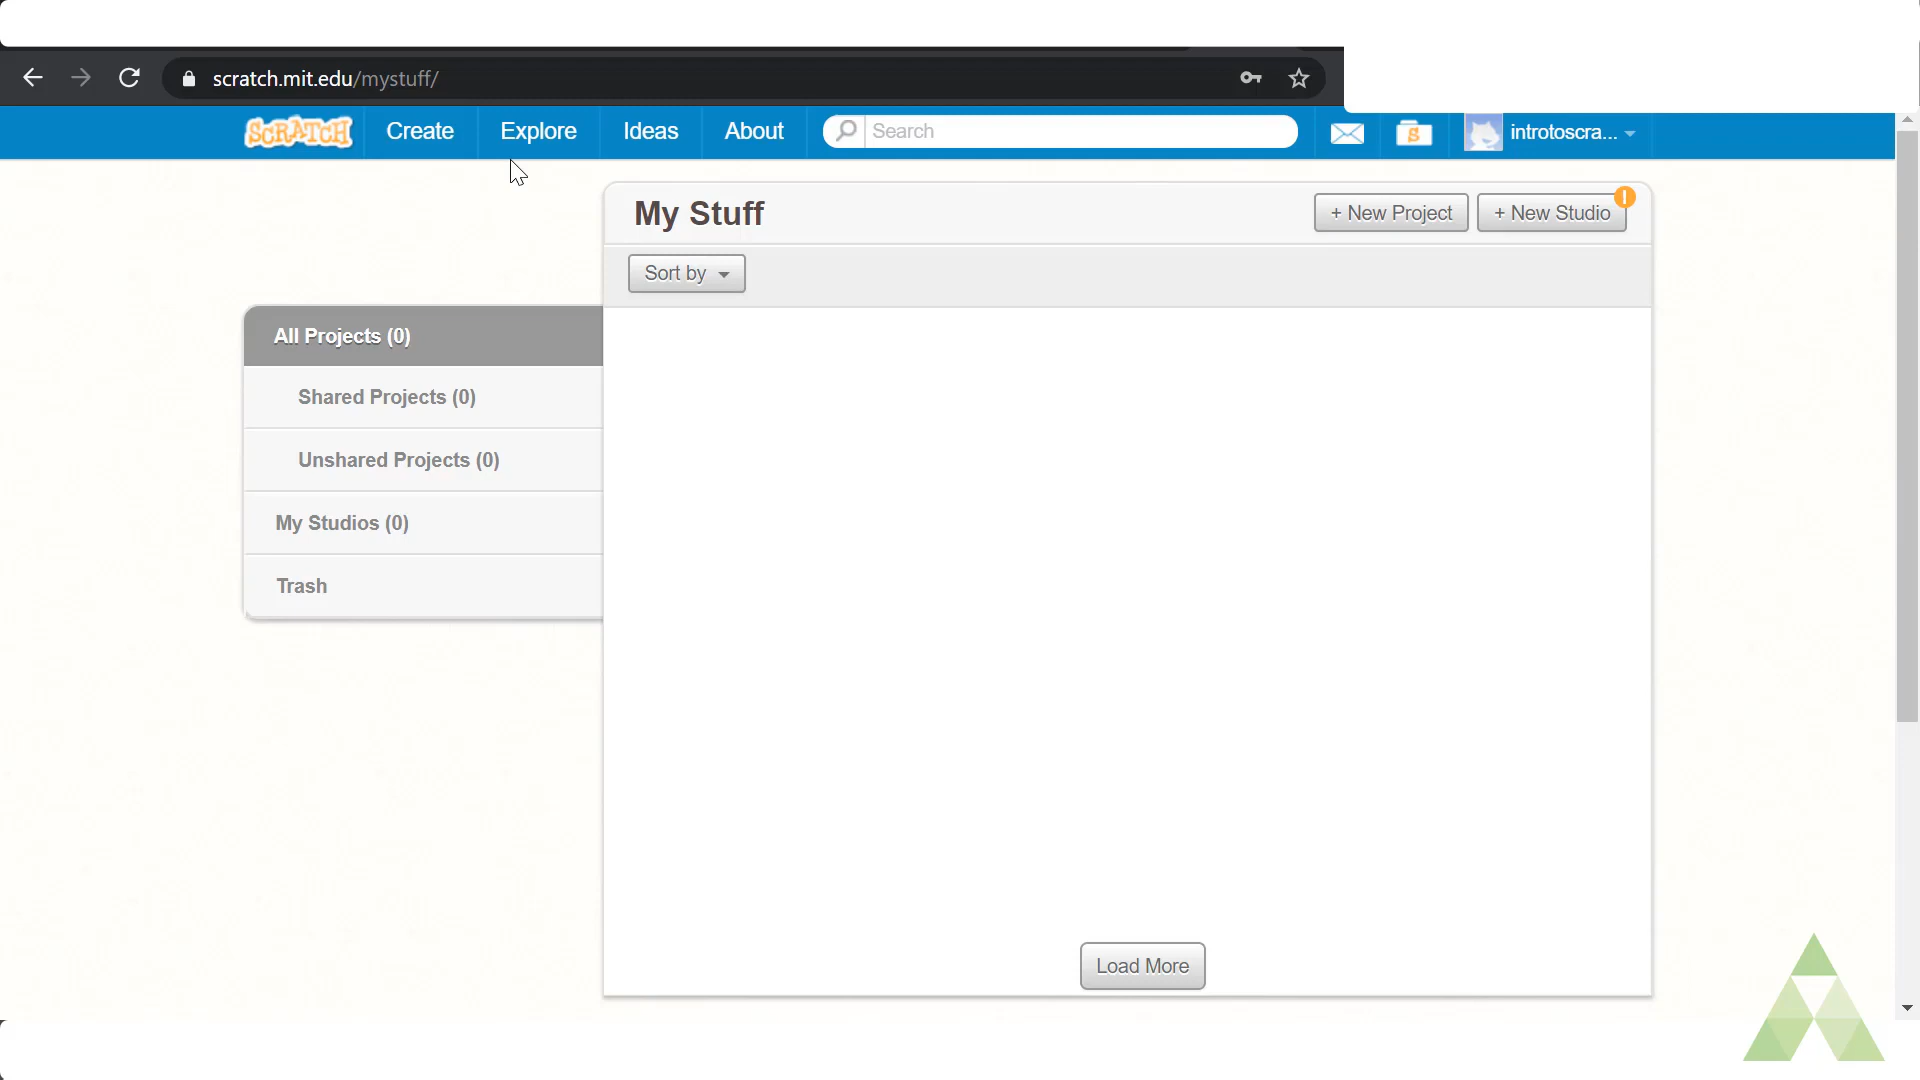 scratch.mit.edu/mystuff/
SCRATCH
Create
Explore
Ideas
About
Search
S
introtoscra...
My Stuff
+ New Project
+ New Studio
!
Sort by
All Projects (0)
Shared Projects (0)
Unshared Projects (0)
My Studios (0)
Trash
Load More